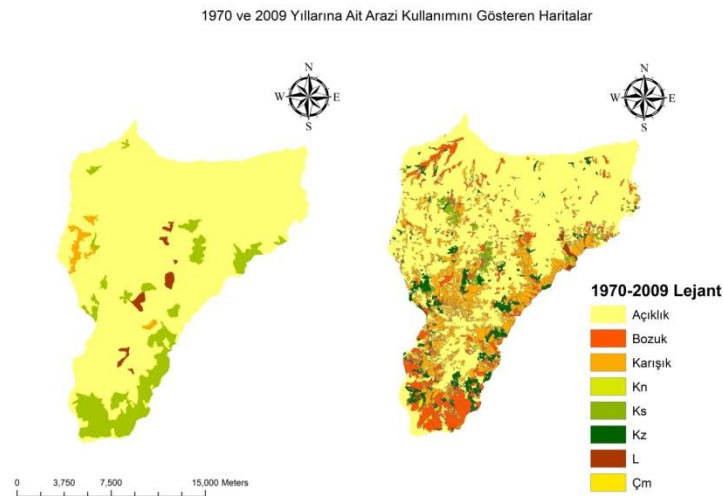 1970 ve 2009 Yıllarına Ait Arazi Kullanımını Gösteren Haritalar
N
W E
S
N
W E
S
1970-2009 Lejant
Açıklık
Bozuk
Karışık
Kn
Ks
Kz
L
Çm
0 3,750 7,500 15,000 Meters